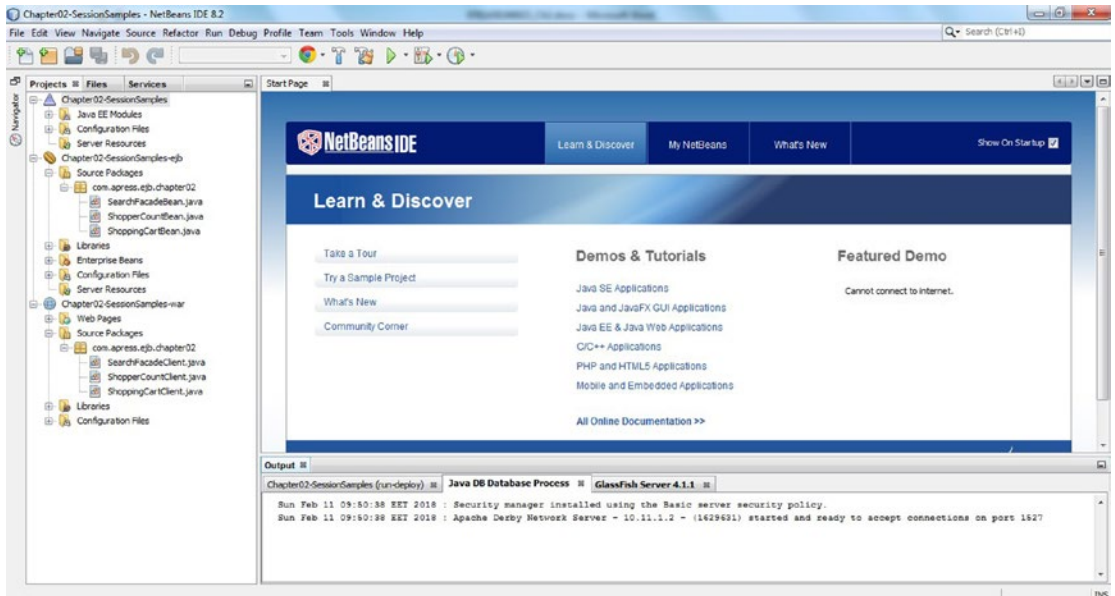 Chapter02-SessionSamples - NetBeans IDE 8.2
File Edit View Navigate Source Refactor Run Debug Profile Team Tools Window Help
Search (Ctrl+I)
Projects Files Services
Navigator
Chapter02-SessionSamples
Java EE Modules
Configuration Files
Server Resources
Chapter02-SessionSamples-ejb
Source Packages
com.apress.ejb.chapter02
SearchFacadeBean.java
ShopperCountBean.java
ShoppingCartBean.java
Libraries
Enterprise Beans
Configuration Files
Server Resources
Chapter02-SessionSamples-war
Web Pages
Source Packages
com.apress.ejb.chapter02
SearchFacadeClient.java
ShopperCountClient.java
ShoppingCartClient.java
Libraries
Configuration Files
Start Page
NetBeans IDE
Learn & Discover My NetBeans What's New
Show On Startup
Learn & Discover
Take a Tour
Try a Sample Project
What's New
Community Corner
Demos & Tutorials
Java SE Applications
Java and JavaFX GUI Applications
Java EE & Java Web Applications
C/C++ Applications
PHP and HTML5 Applications
Mobile and Embedded Applications
All Online Documentation >>
Featured Demo
Cannot connect to internet.
Output
Chapter02-SessionSamples (run-deploy) Java DB Database Process GlassFish Server 4.1.1
Sun Feb 11 09:50:38 EET 2018 : Security manager installed using the Basic server security policy.
Sun Feb 11 09:50:38 EET 2018 : Apache Derby Network Server - 10.11.1.2 - (1629631) started and ready to accept connections on port 1527
INS